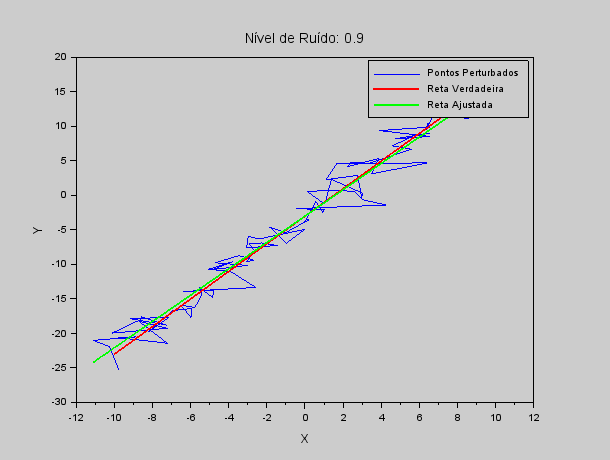 Nível de Ruído: 0.9
20
15
10
5
0
-5
-10
-15
-20
-25
-30
Y
Pontos Perturbados
Reta Verdadeira
Reta Ajustada
-12 -10 -8 -6 -4 -2 0 2 4 6 8 10 12
X